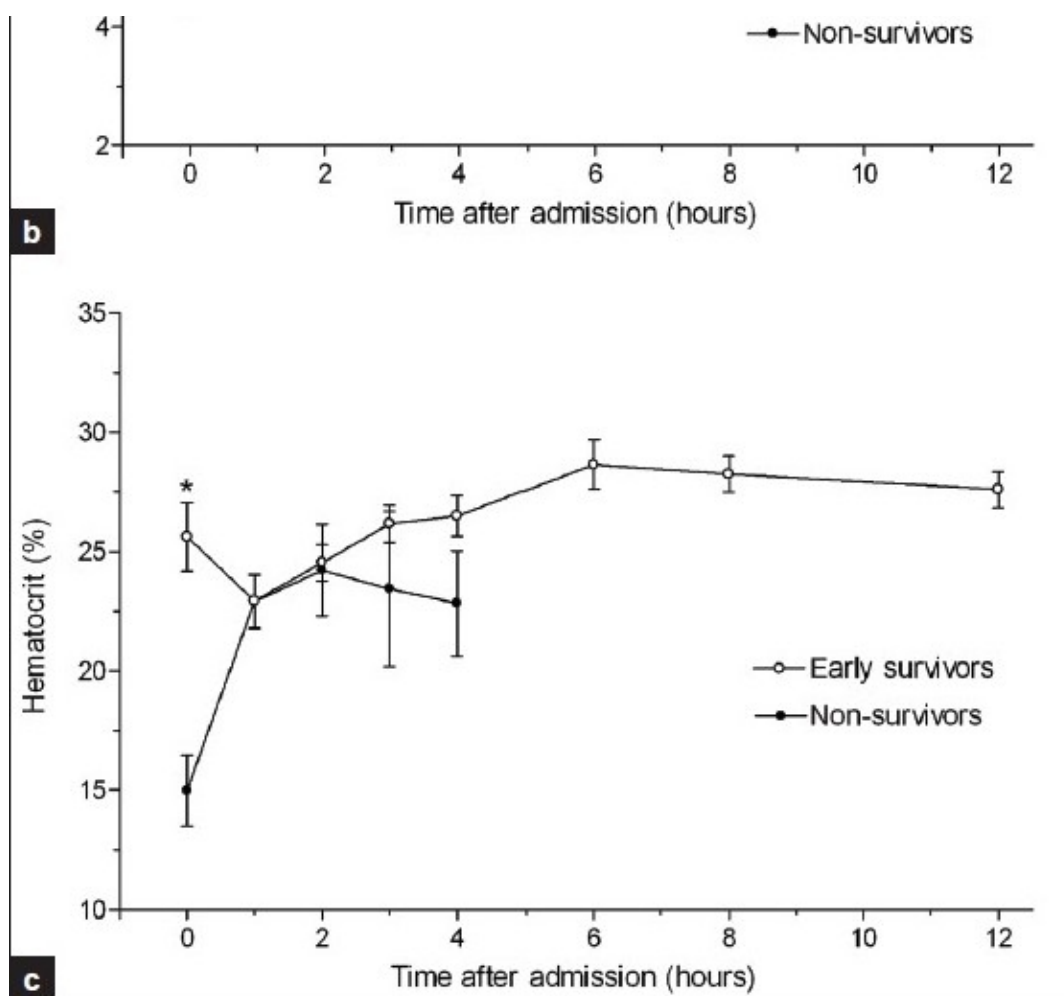 4
Non-survivors
2
0 2 4 6 8 10 12
Time after admission (hours)
b
35
30
*
25
Hematocrit (%)
20
Early survivors
Non-survivors
15
10
0 2 4 6 8 10 12
Time after admission (hours)
c